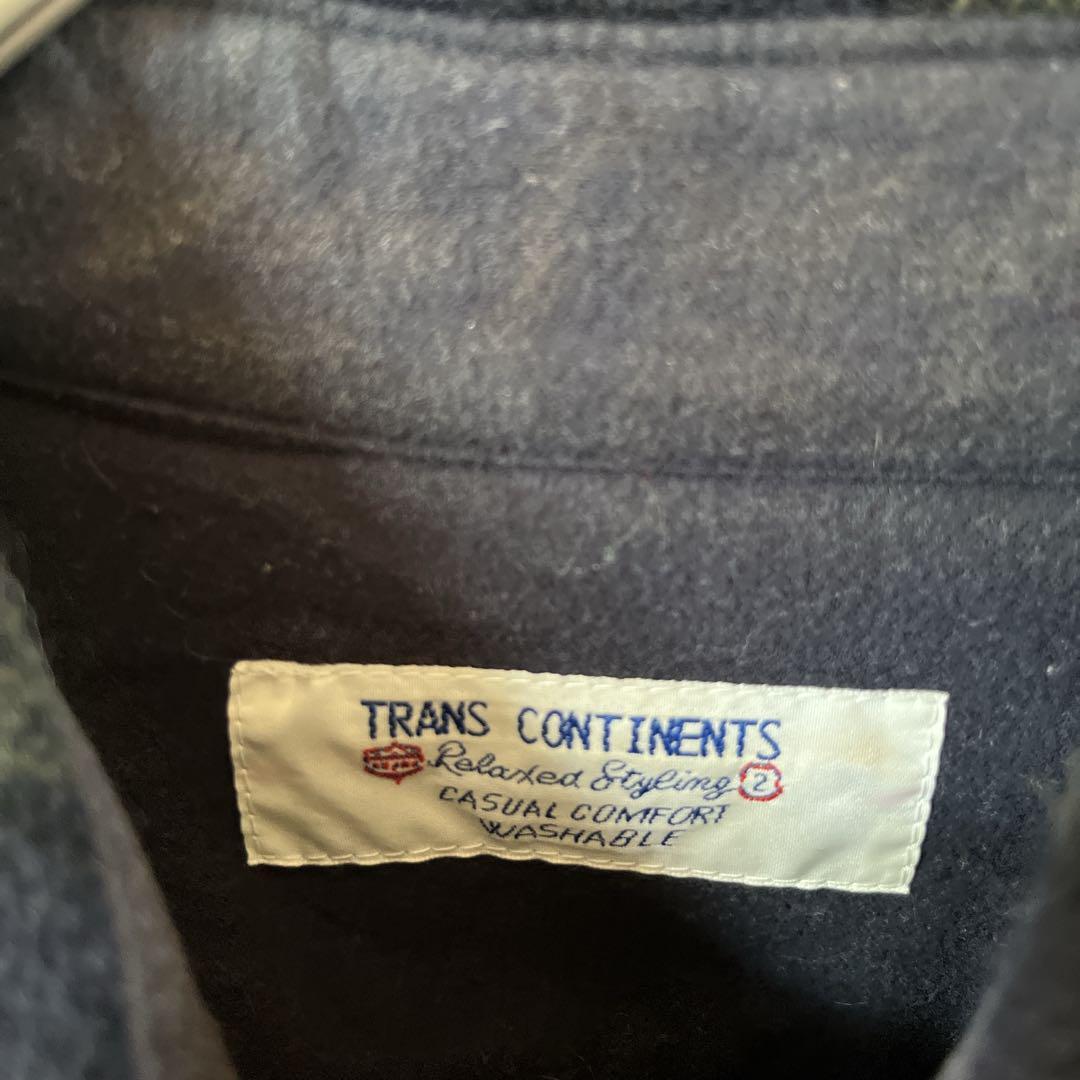 TRANS CONTINENTS
Relaxed Styling 2
CASUAL COMFORT
WASHABLE